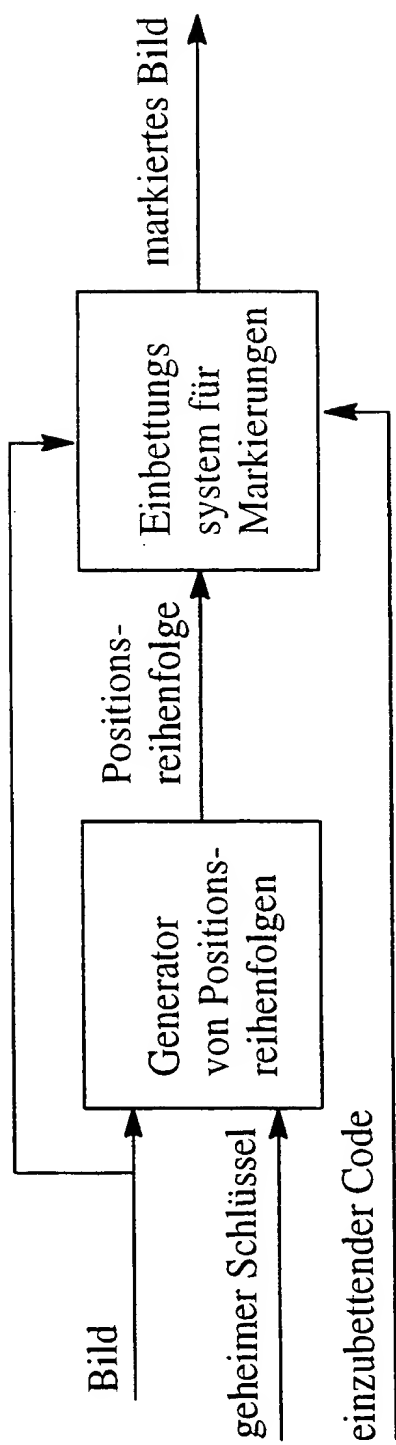 Bild
geheimer Schlüssel
einzubettender Code
Generator
von Positions-
reihenfolgen
Positions-
reihenfolge
Einbettungs
system für
Markierungen
markiertes Bild